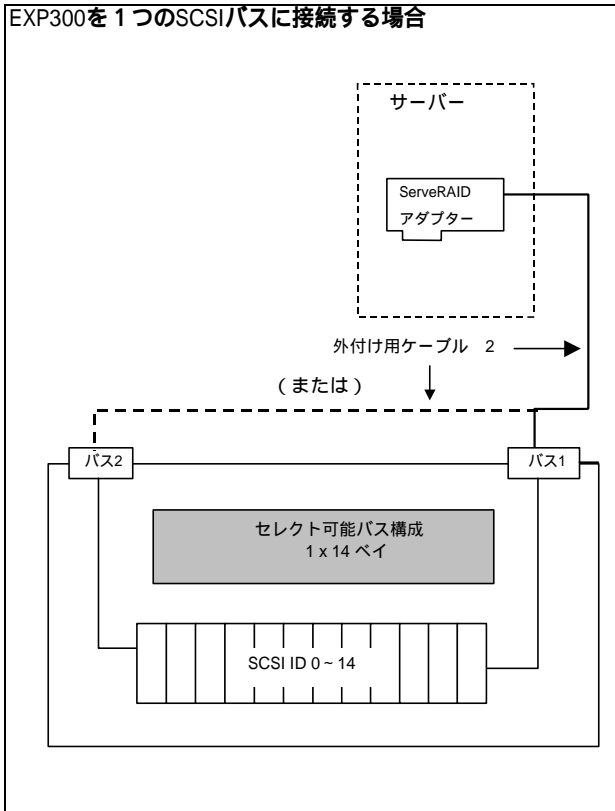 EXP300を１つのSCSIバスに接続する場合
サーバー
ServeRAID
アダプター
外付け用ケーブル　2
（または）
バス2
バス1
セレクト可能バス構成
1 x 14 ベイ
SCSI ID 0 ~ 14